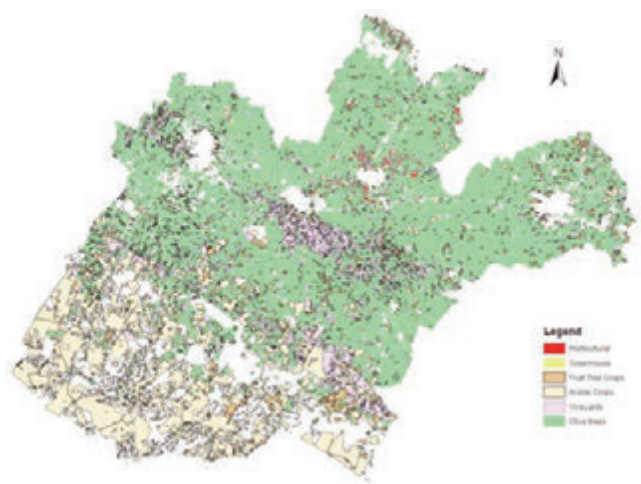 N
Legend
Horticultural
Greenhouse
Fruit Tree Crops
Arable Crops
Vineyards
Olive Trees